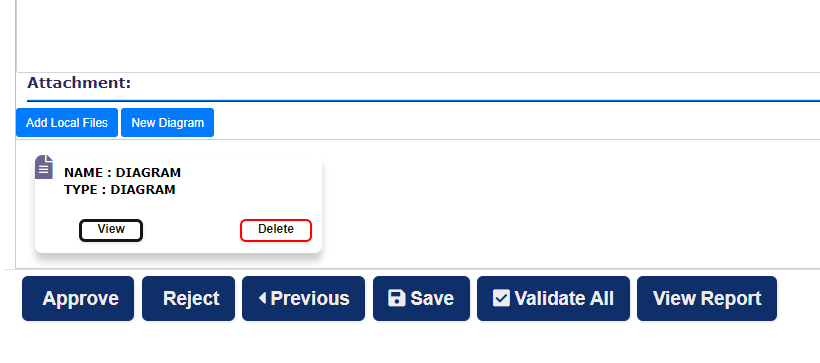 Attachment:
Add Local Files New Diagram
NAME : DIAGRAM
TYPE : DIAGRAM
View Delete
Approve Reject Previous Save Validate All View Report